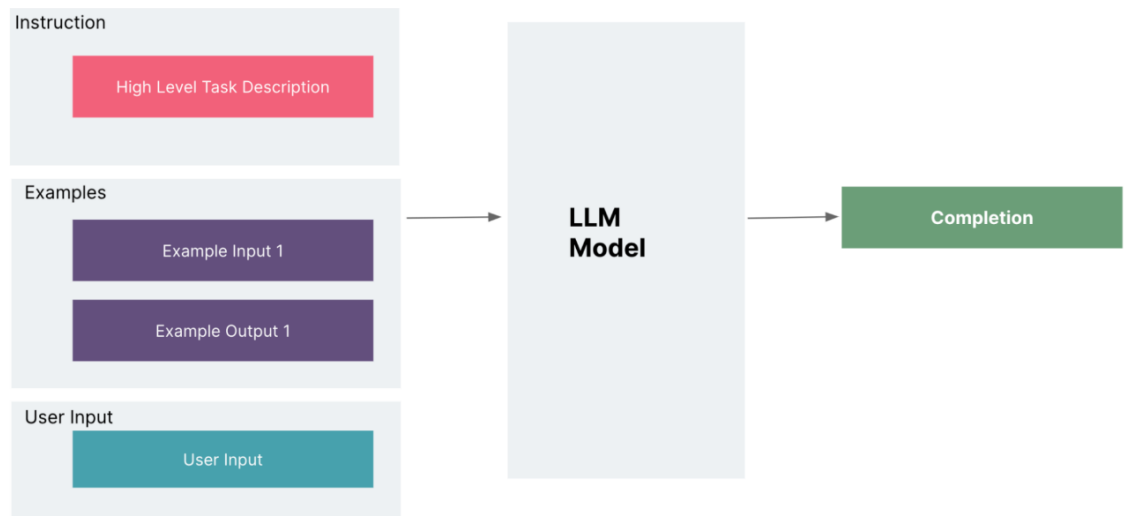 Instruction
High Level Task Description
Examples
Example Input 1
Example Output 1
User Input
User Input
LLM
Model
Completion